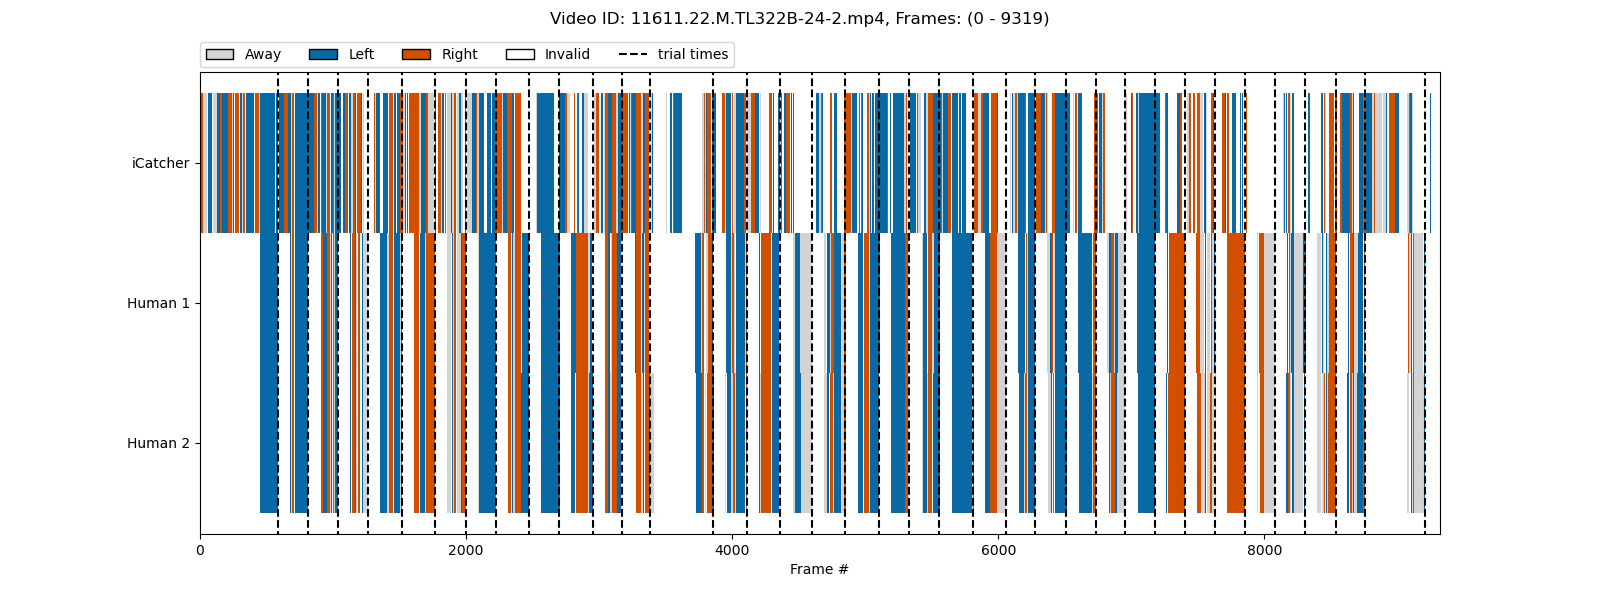 Video ID: 11611.22.M.TL322B-24-2.mp4, Frames: (0 - 9319)
Away Left Right Invalid trial times
iCatcher
Human 1
Human 2
0 2000 4000 6000 8000
Frame #